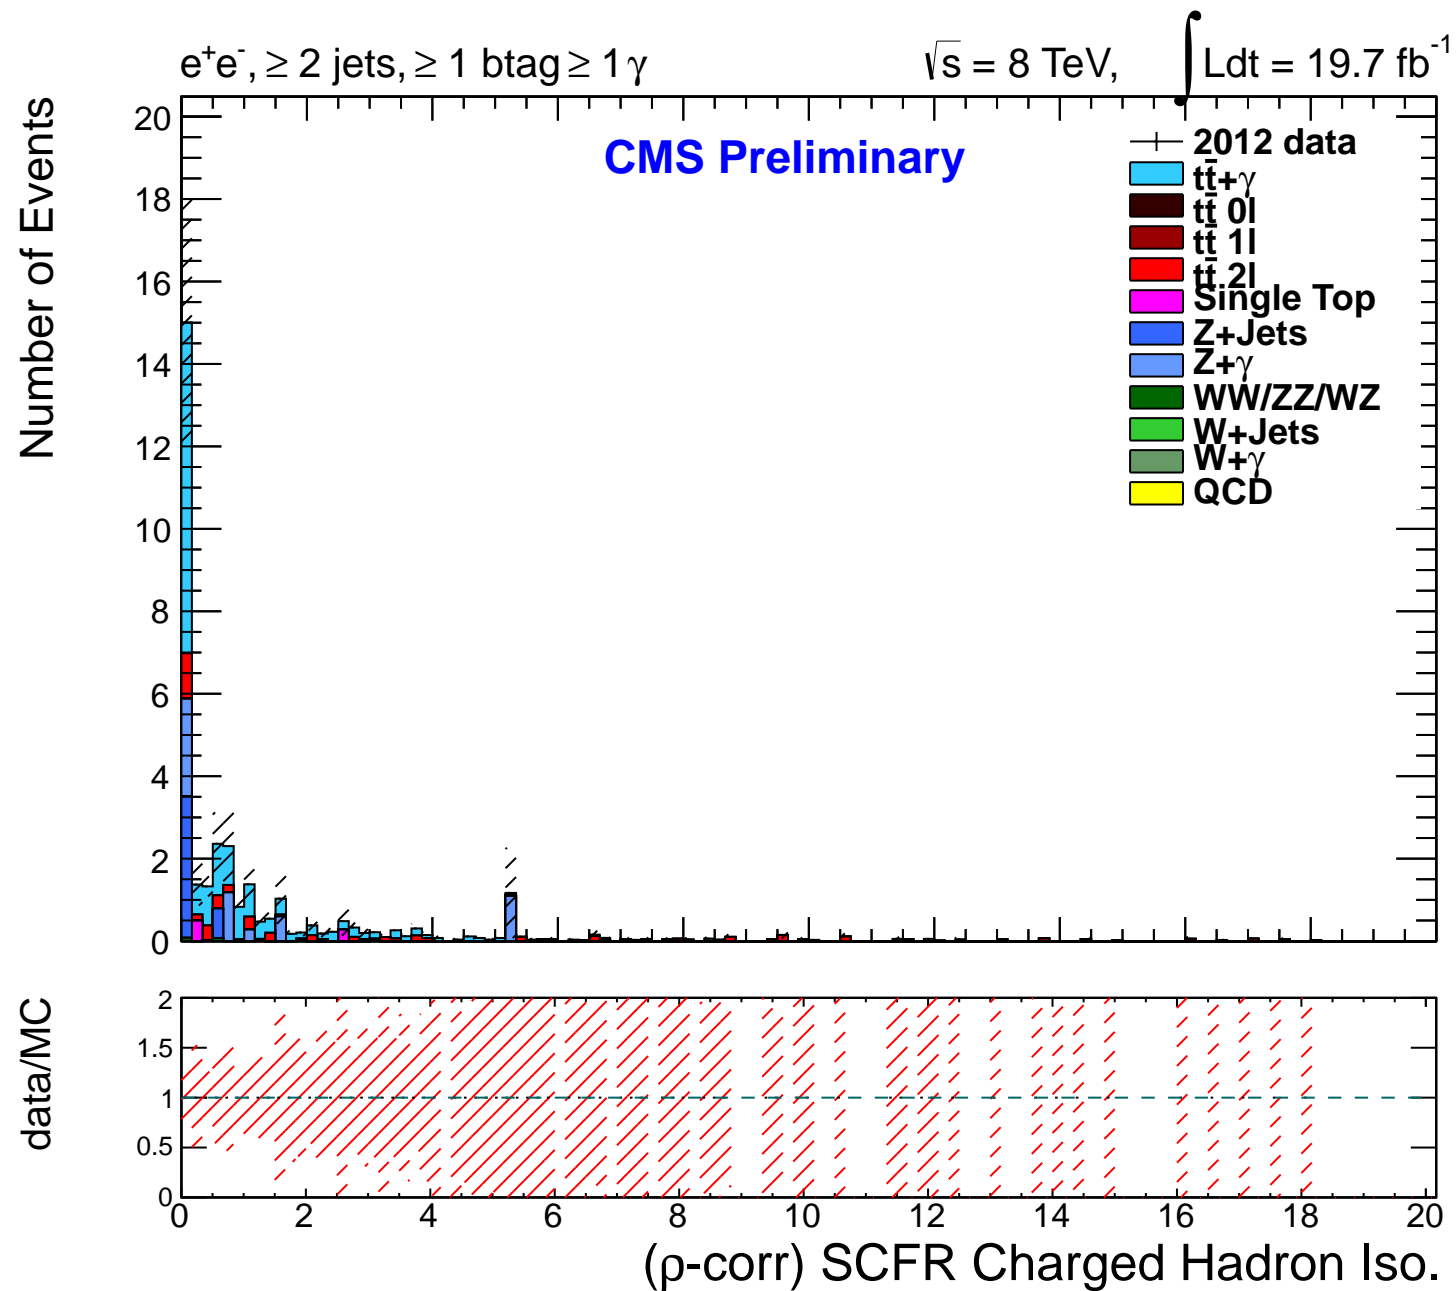 e⁺e⁻, ≥ 2 jets, ≥ 1 btag ≥ 1 γ
√s = 8 TeV, ∫ Ldt = 19.7 fb⁻¹
Number of Events
20
18
16
14
12
10
8
6
4
2
0
CMS Preliminary
2012 data
tt̄+γ
tt̄ 0l
tt̄ 1l
tt̄ 2l
Single Top
Z+Jets
Z+γ
WW/ZZ/WZ
W+Jets
W+γ
QCD
data/MC
2
1.5
1
0.5
0
0 2 4 6 8 10 12 14 16 18 20
(ρ-corr) SCFR Charged Hadron Iso.